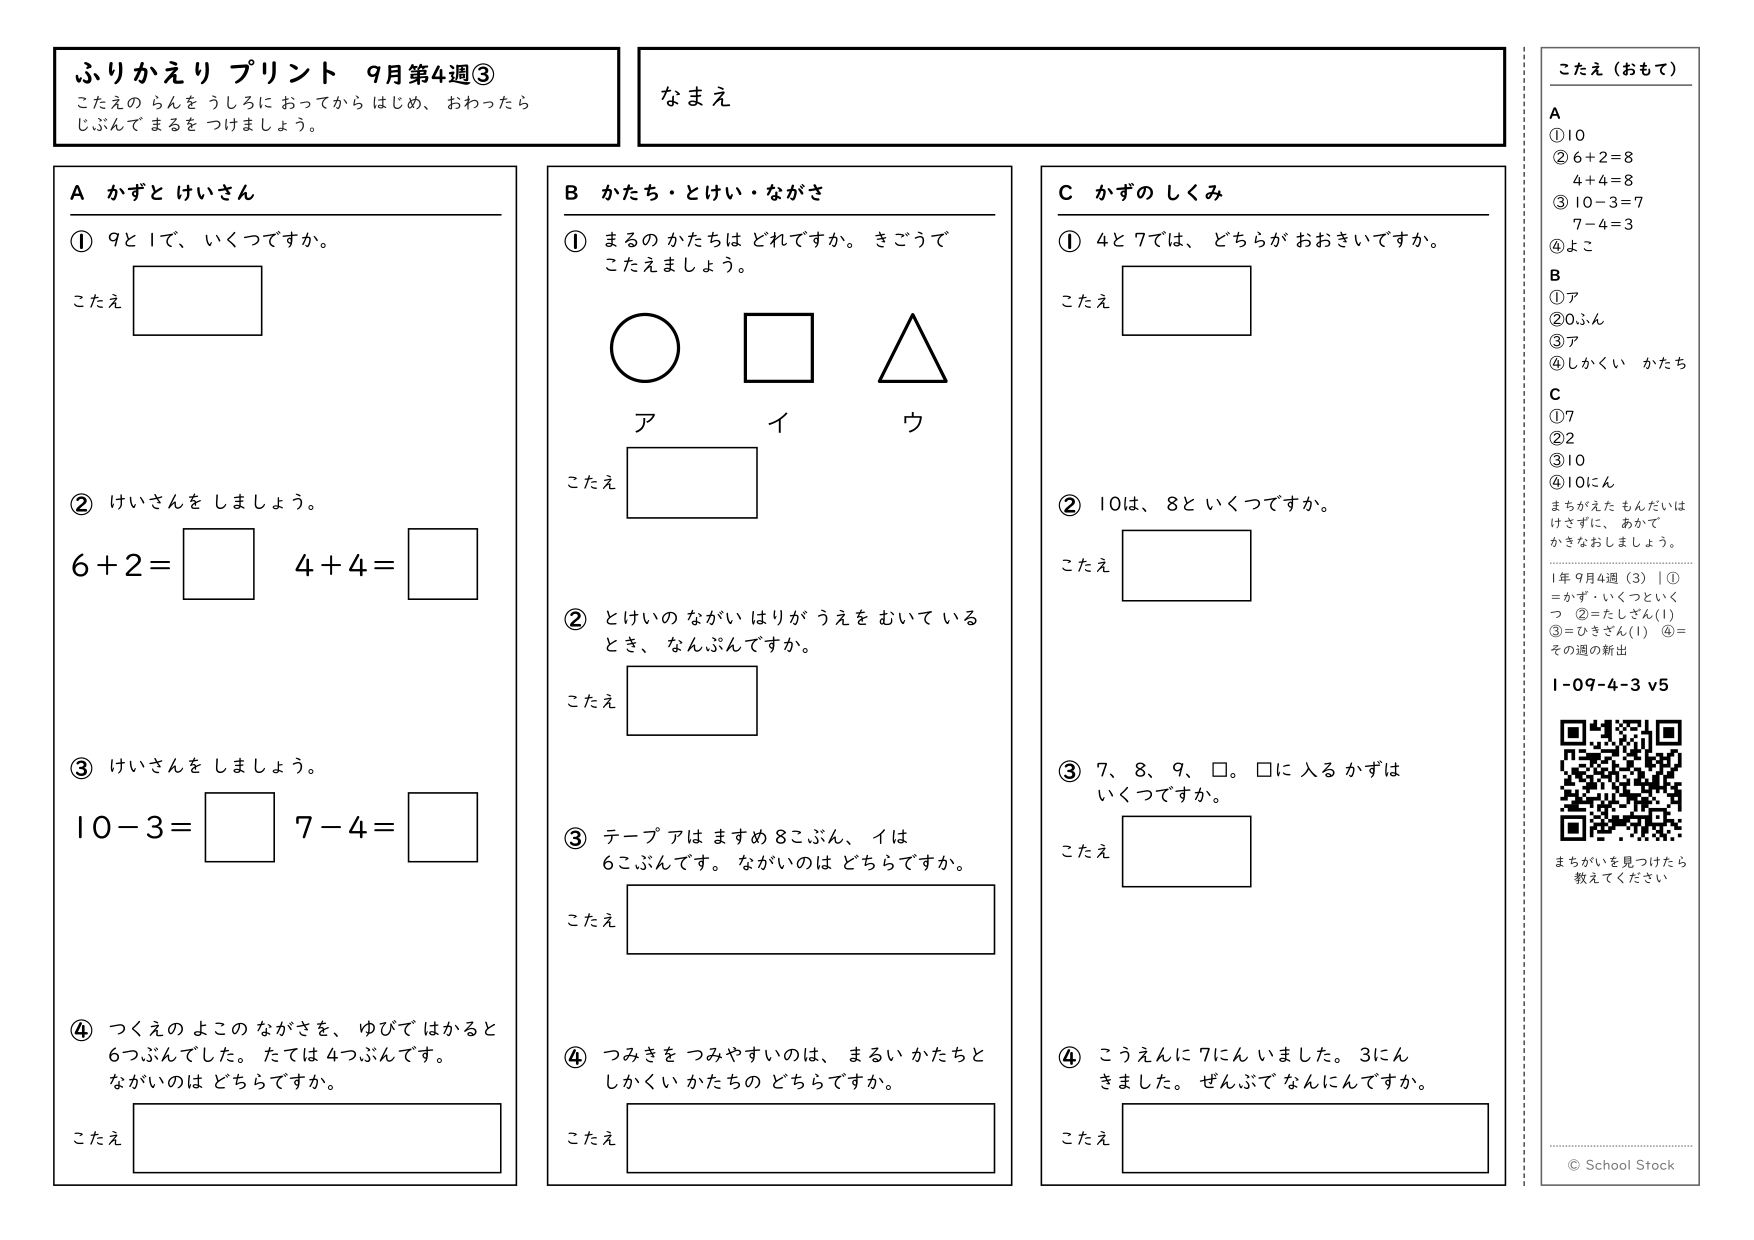 ふりかえり プリント　9月第4週③
こたえの らんを うしろに おってから はじめ、 おわったら
じぶんで まるを つけましょう。
なまえ
A　かずと けいさん
① 9と 1で、 いくつですか。
こたえ
② けいさんを しましょう。
6＋2＝　4＋4＝
③ けいさんを しましょう。
10－3＝　7－4＝
④ つくえの よこの ながさを、 ゆびで はかると
6つぶんでした。 たては 4つぶんです。
ながいのは どちらですか。
こたえ
B　かたち・とけい・ながさ
① まるの かたちは どれですか。 きごうで
こたえましょう。
ア　イ　ウ
こたえ
② とけいの ながい はりが うえを むいて いる
とき、 なんぷんですか。
こたえ
③ テープ アは ますめ 8こぶん、 イは
6こぶんです。 ながいのは どちらですか。
こたえ
④ つみきを つみやすいのは、 まるい かたちと
しかくい かたちの どちらですか。
こたえ
C　かずの しくみ
① 4と 7では、 どちらが おおきいですか。
こたえ
② 10は、 8と いくつですか。
こたえ
③ 7、 8、 9、 □。 □に 入る かずは
いくつですか。
こたえ
④ こうえんに 7にん いました。 3にん
きました。 ぜんぶで なんにんですか。
こたえ
こたえ（おもて）
A
①10
②6＋2＝8
4＋4＝8
③10－3＝7
7－4＝3
④よこ
B
①ア
②0ふん
③ア
④しかくい　かたち
C
①7
②2
③10
④10にん
まちがえた もんだいは
けさずに、 あかで
かきなおしましょう。
1年 9月4週（3）｜①
＝かず・いくつといく
つ　②＝たしざん(1)
③＝ひきざん(1)　④＝
その週の新出
1-09-4-3 v5
まちがいを見つけたら
教えてください
© School Stock